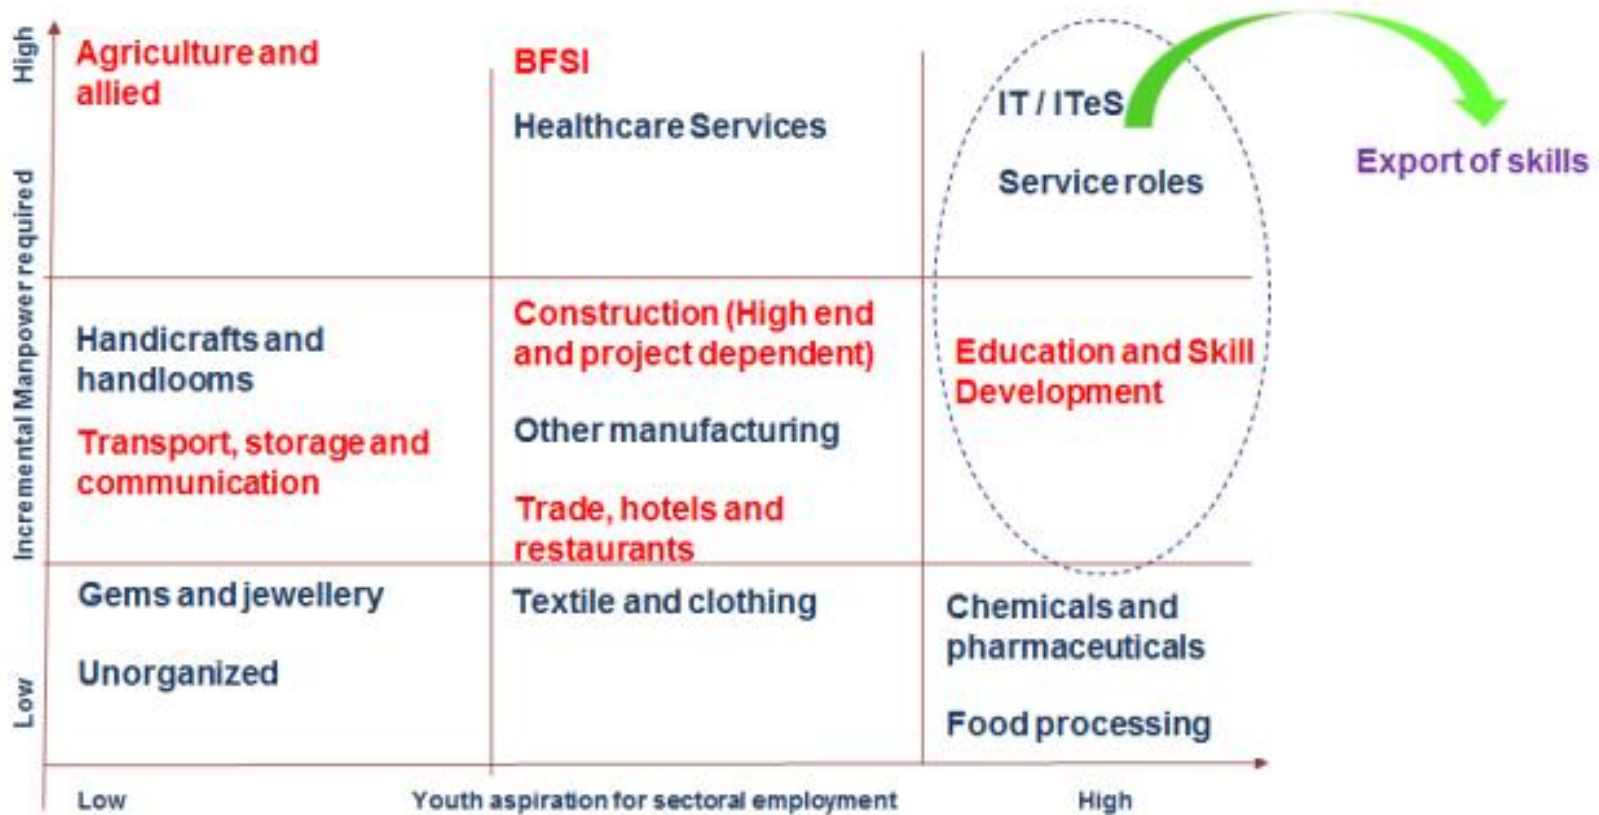 High
Incremental Manpower required
Low
Agriculture and
allied
BFSI
Healthcare Services
IT / ITeS
Service roles
Export of skills
Handicrafts and
handlooms
Transport, storage and
communication
Construction (High end
and project dependent)
Other manufacturing
Trade, hotels and
restaurants
Education and Skill
Development
Gems and jewellery
Unorganized
Textile and clothing
Chemicals and
pharmaceuticals
Food processing
Low
Youth aspiration for sectoral employment
High